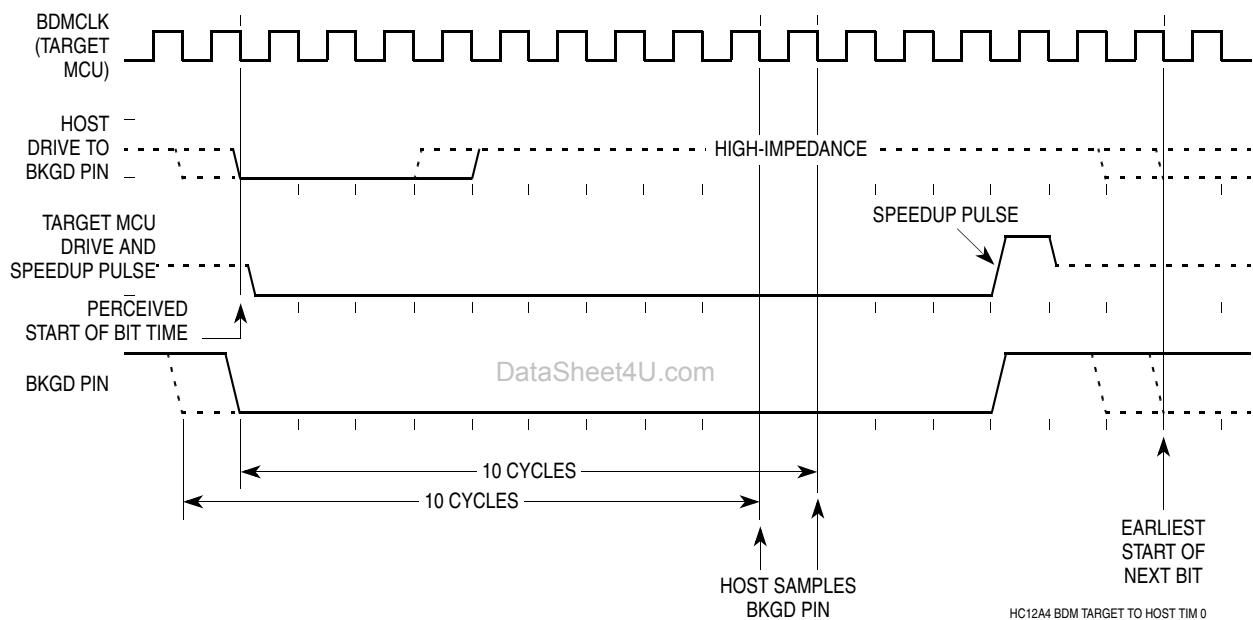 BDMCLK
(TARGET
MCU)
HOST
DRIVE TO
BKGD PIN
HIGH-IMPEDANCE
TARGET MCU
DRIVE AND
SPEEDUP PULSE
SPEEDUP PULSE
PERCEIVED
START OF BIT TIME
BKGD PIN
DataSheet4U.com
10 CYCLES
10 CYCLES
HOST SAMPLES
BKGD PIN
EARLIEST
START OF
NEXT BIT
HC12A4 BDM TARGET TO HOST TIM 0